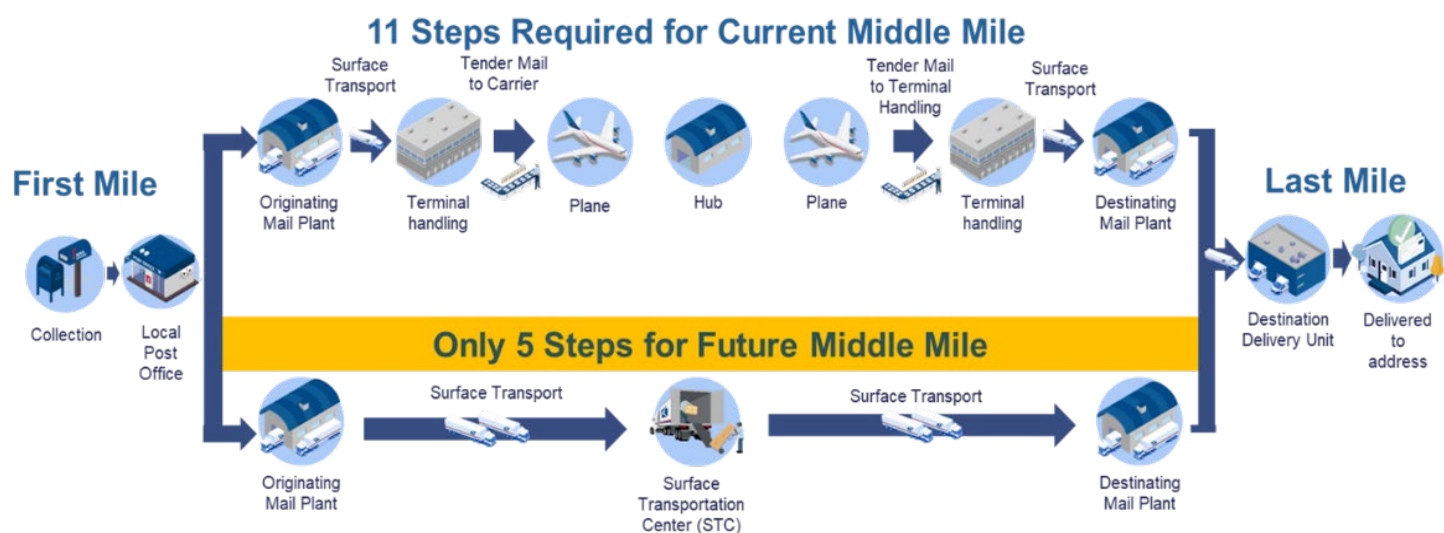 11 Steps Required for Current Middle Mile
Surface
Transport
Tender Mail
to Carrier
Tender Mail
to Terminal
Handling
Surface
Transport
Originating
Mail Plant
Terminal
handling
Plane
Hub
Plane
Terminal
handling
Destinating
Mail Plant
First Mile
Collection
Local
Post
Office
Last Mile
Destination
Delivery Unit
Delivered
to
address
Only 5 Steps for Future Middle Mile
Originating
Mail Plant
Surface Transport
Surface
Transportation
Center (STC)
Surface Transport
Destinating
Mail Plant